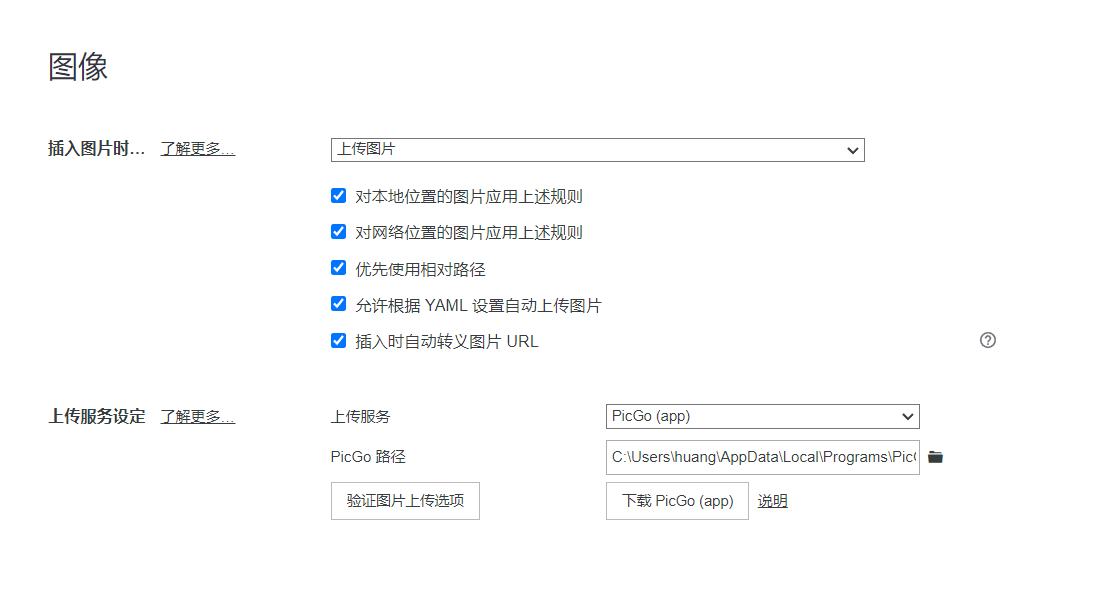 图像
插入图片时... 了解更多... 上传图片
对本地位置的图片应用上述规则
对网络位置的图片应用上述规则
优先使用相对路径
允许根据 YAML 设置自动上传图片
插入时自动转义图片 URL
上传服务设定 了解更多... 上传服务 PicGo (app)
PicGo 路径 C:\Users\huang\AppData\Local\Programs\Pic
验证图片上传选项 下载 PicGo (app) 说明